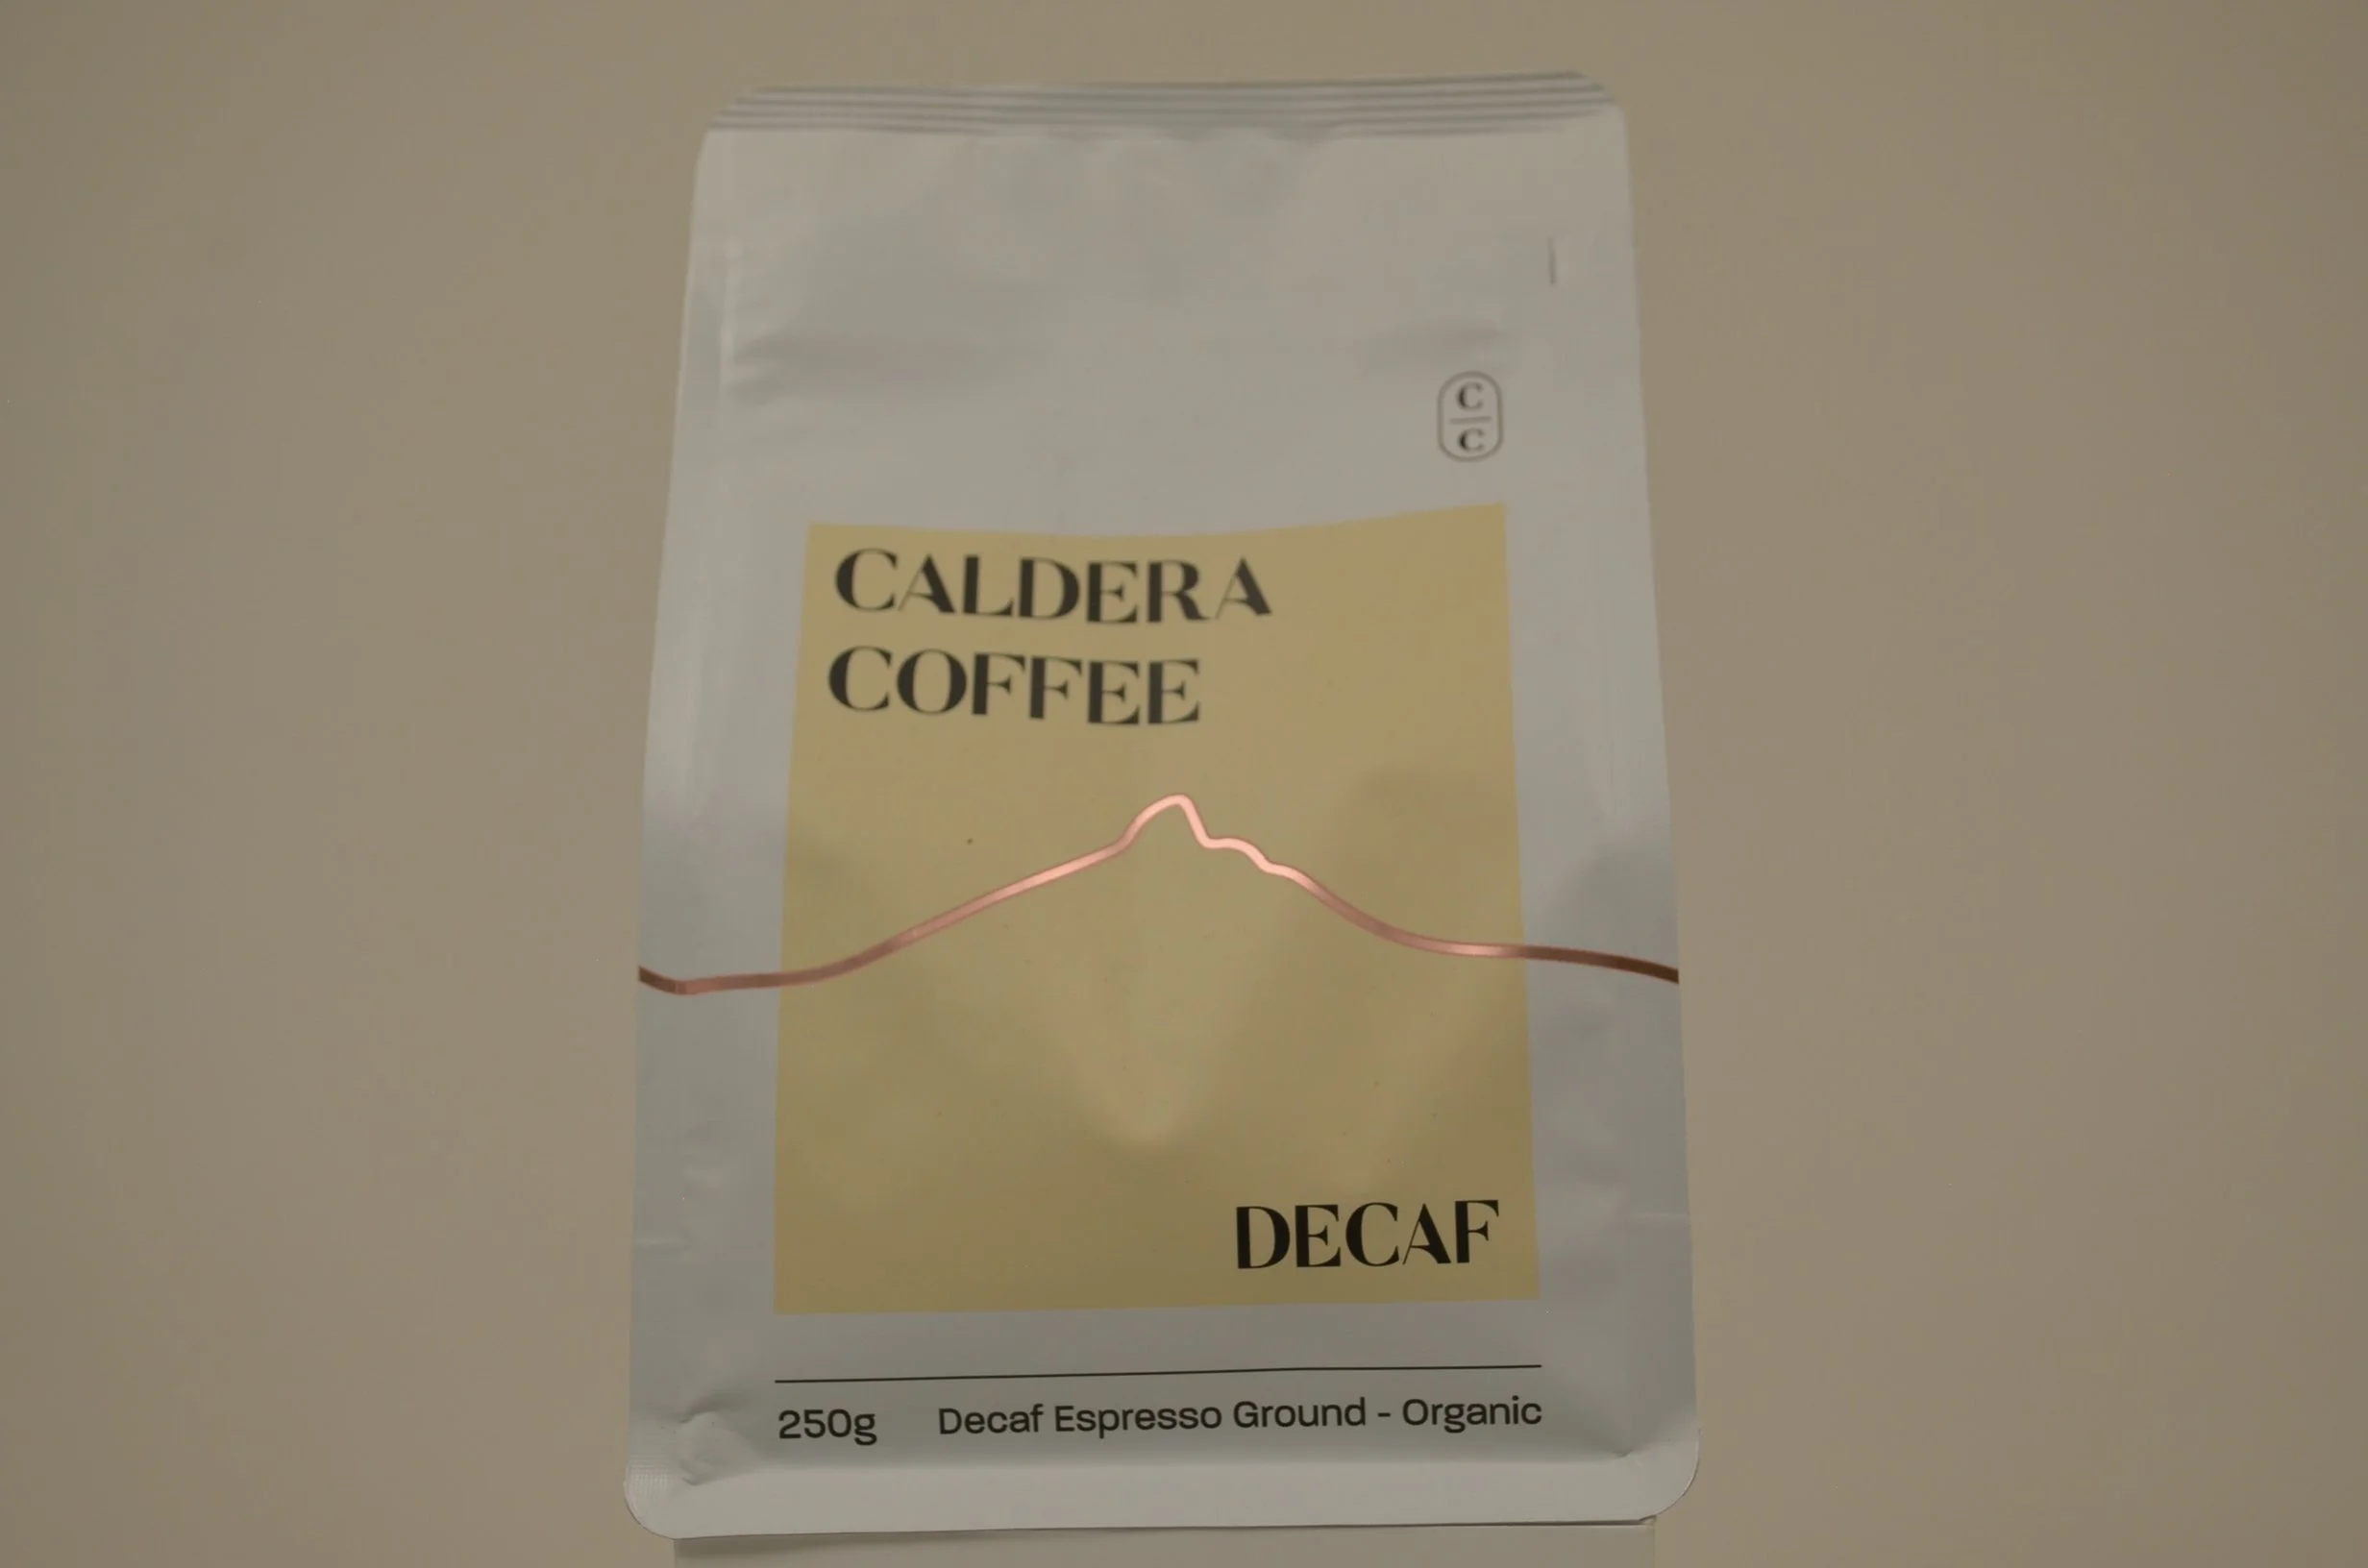 C
C
CALDERA
COFFEE
DECAF
250g Decaf Espresso Ground - Organic